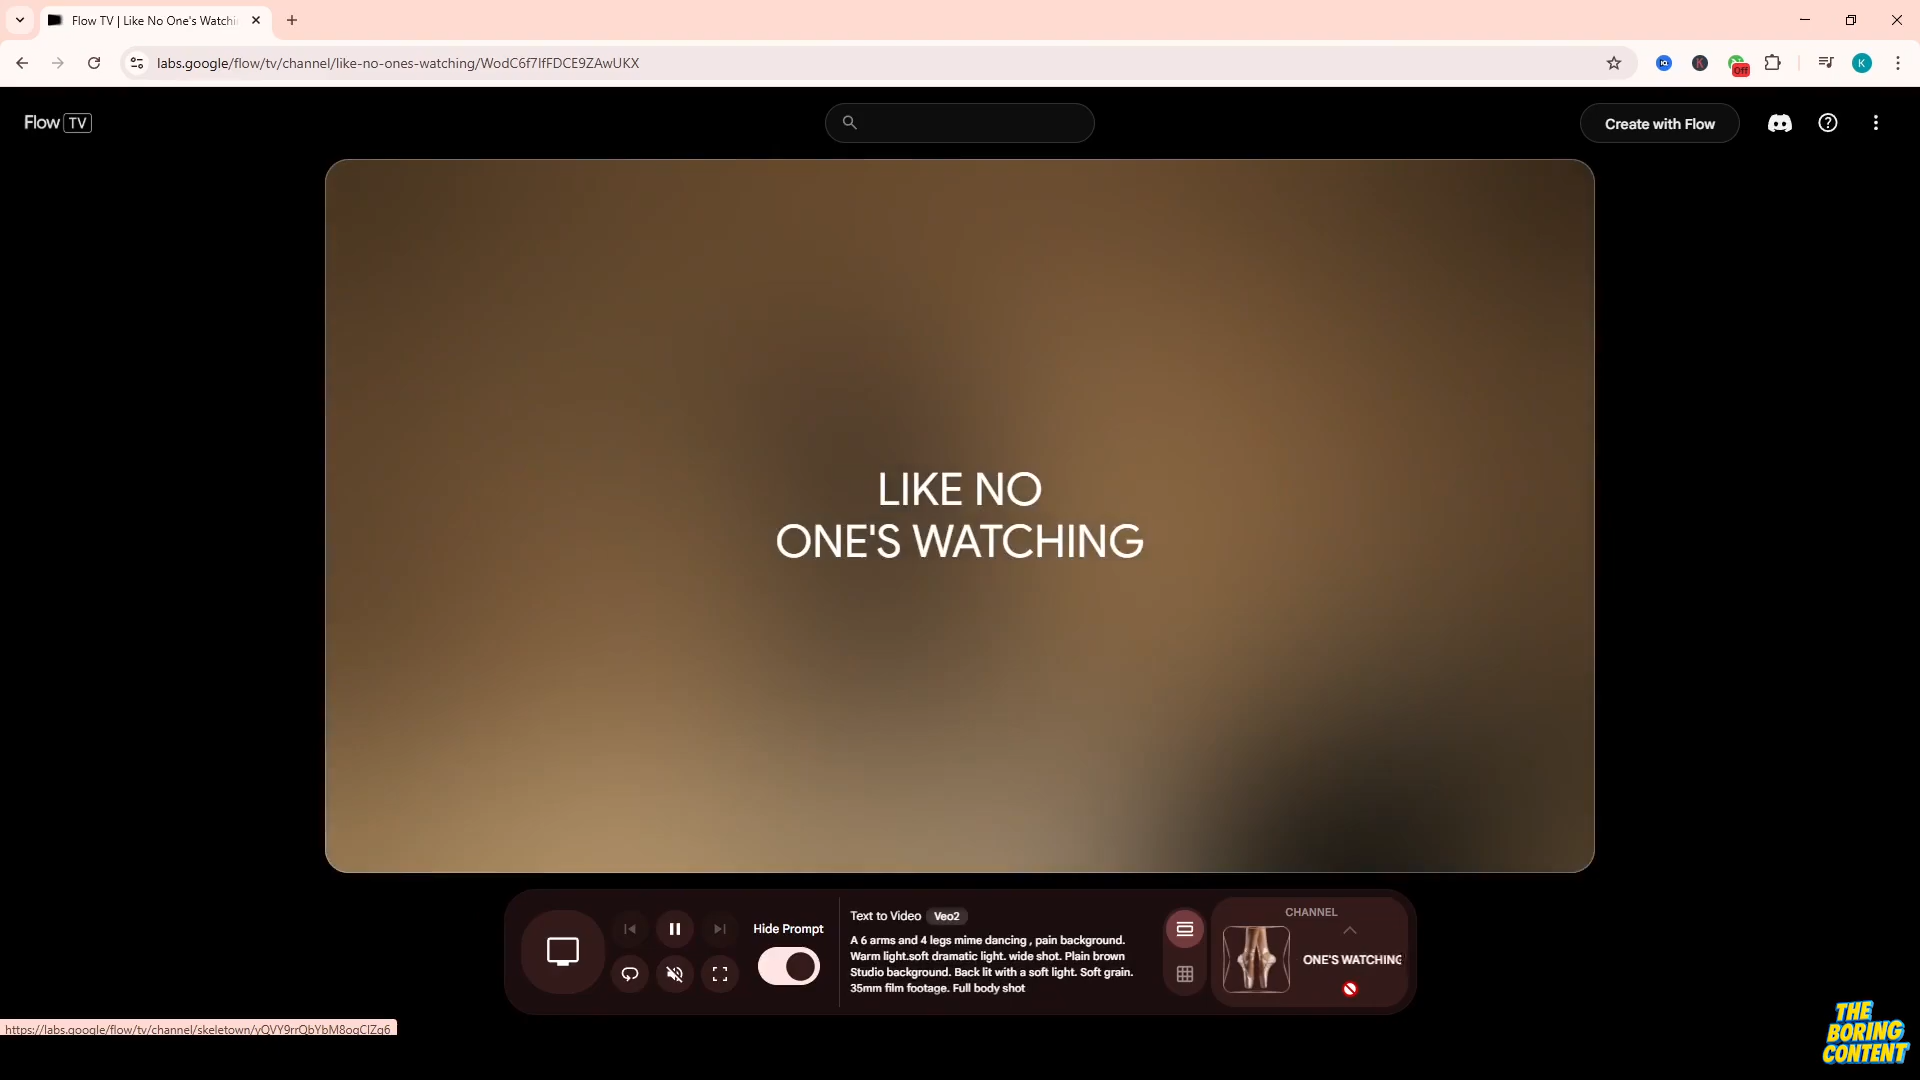 Flow TV | Like No One's Watchi
labs.google/flow/tv/channel/like-no-ones-watching/WodC6f7IfFDCE9ZAwUKX
Off
K
Flow TV
Create with Flow
LIKE NO
ONE'S WATCHING
Hide Prompt
Text to Video Veo2
A 6 arms and 4 legs mime dancing , pain background.
Warm light.soft dramatic light. wide shot. Plain brown
Studio background. Back lit with a soft light. Soft grain.
35mm film footage. Full body shot
CHANNEL
ONE'S WATCHING
https://labs.google/flow/tv/channel/skeletown/yQVY9rrQbYbM8oqCIZg6
THE
BORING
CONTENT